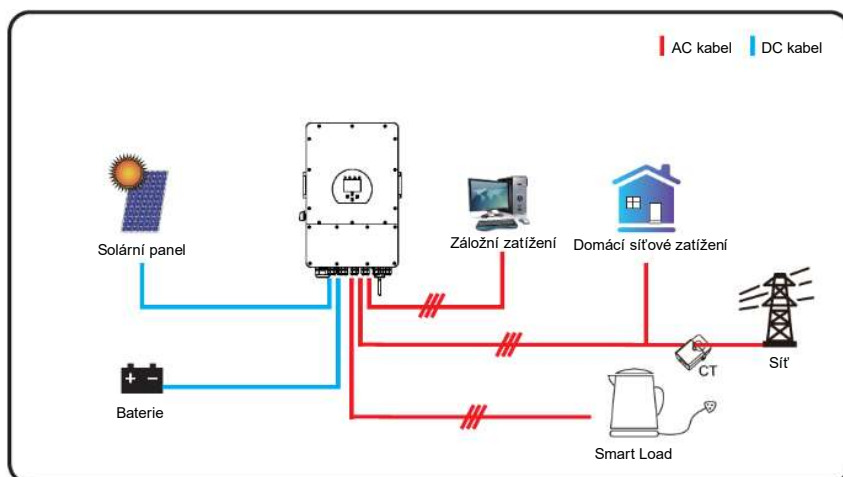 AC kabel
DC kabel
Solární panel
Záložní zatížení
Domácí síťové zatížení
CT
Síť
Baterie
Smart Load